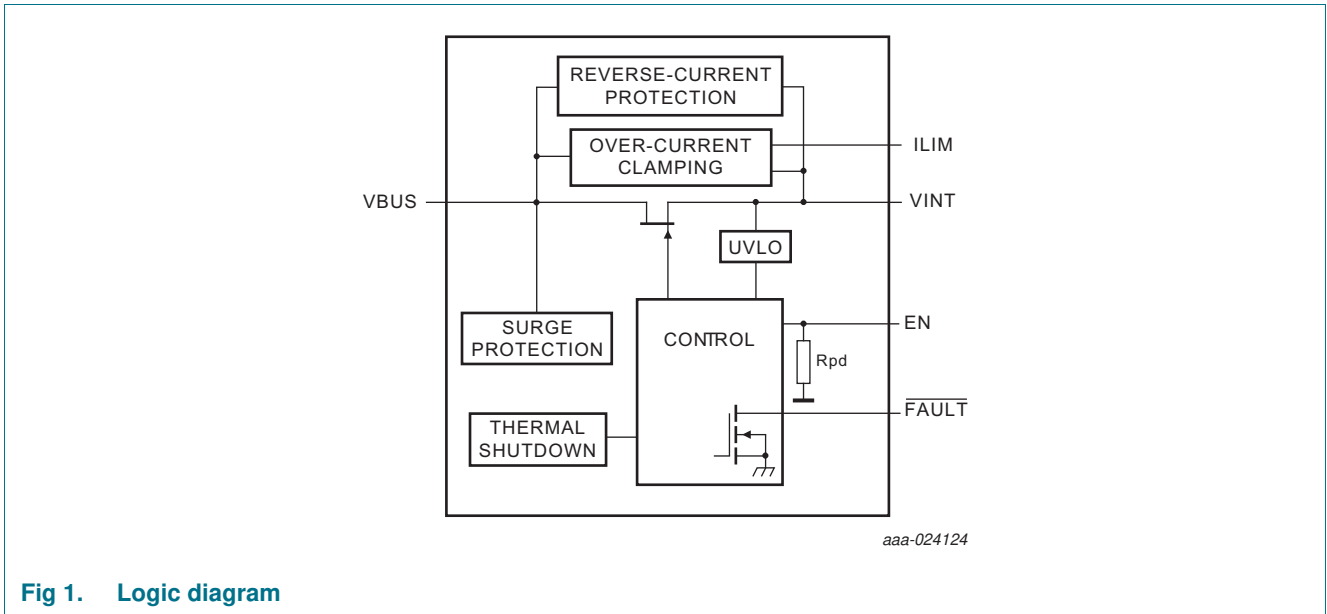 REVERSE-CURRENT
PROTECTION
OVER-CURRENT
CLAMPING
ILIM
VBUS
VINT
UVLO
SURGE
PROTECTION
CONTROL
EN
Rpd
FAULT
THERMAL
SHUTDOWN
aaa-024124
Fig 1. Logic diagram